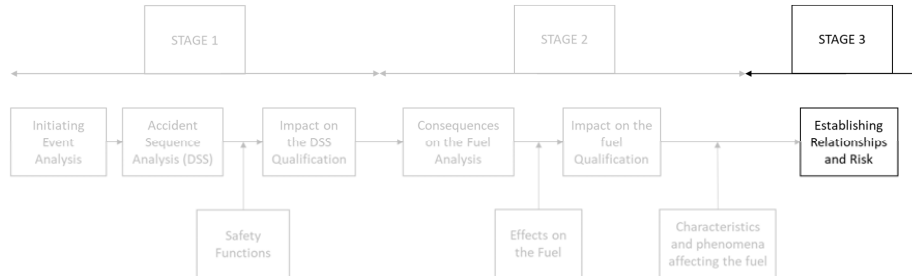 STAGE 1
STAGE 2
STAGE 3
Initiating
Event
Analysis
Accident
Sequence
Analysis (DSS)
Impact on
the DSS
Qualification
Consequences
on the Fuel
Analysis
Impact on the
fuel
Qualification
Establishing
Relationships
and Risk
Safety
Functions
Effects on
the Fuel
Characteristics
and phenomena
affecting the fuel